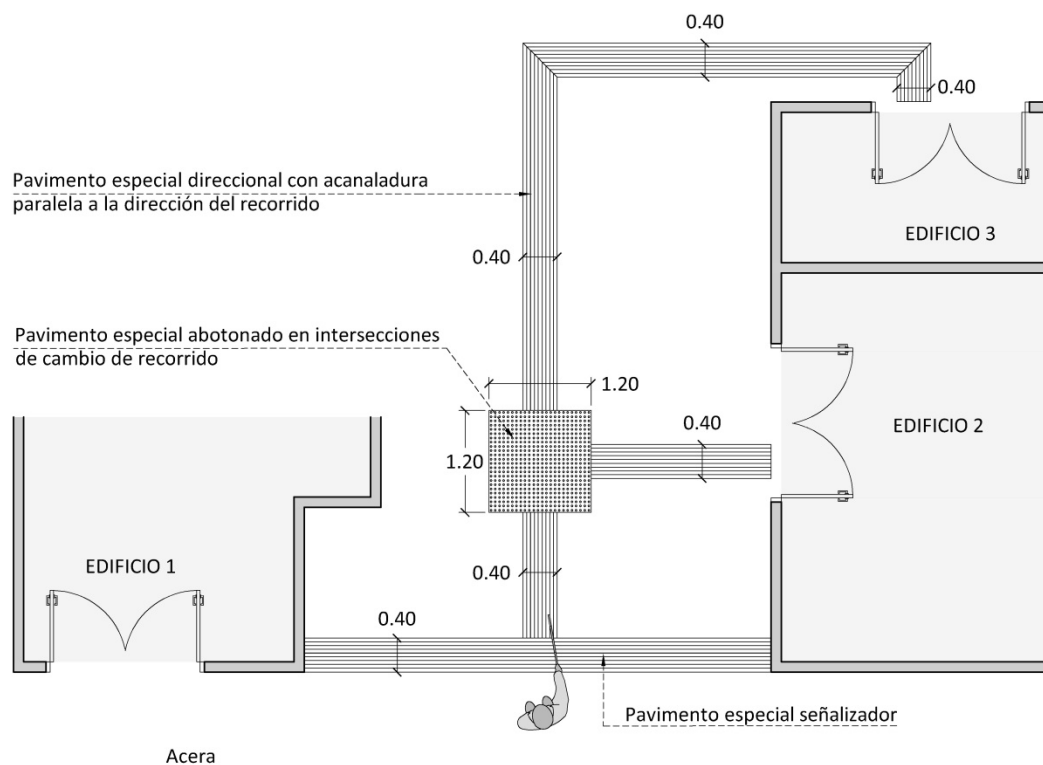 0.40
0.40
Pavimento especial direccional con acanaladura
paralela a la dirección del recorrido
EDIFICIO 3
0.40
Pavimento especial abotonado en intersecciones
de cambio de recorrido
1.20
0.40
EDIFICIO 2
1.20
EDIFICIO 1
0.40
0.40
Pavimento especial señalizador
Acera